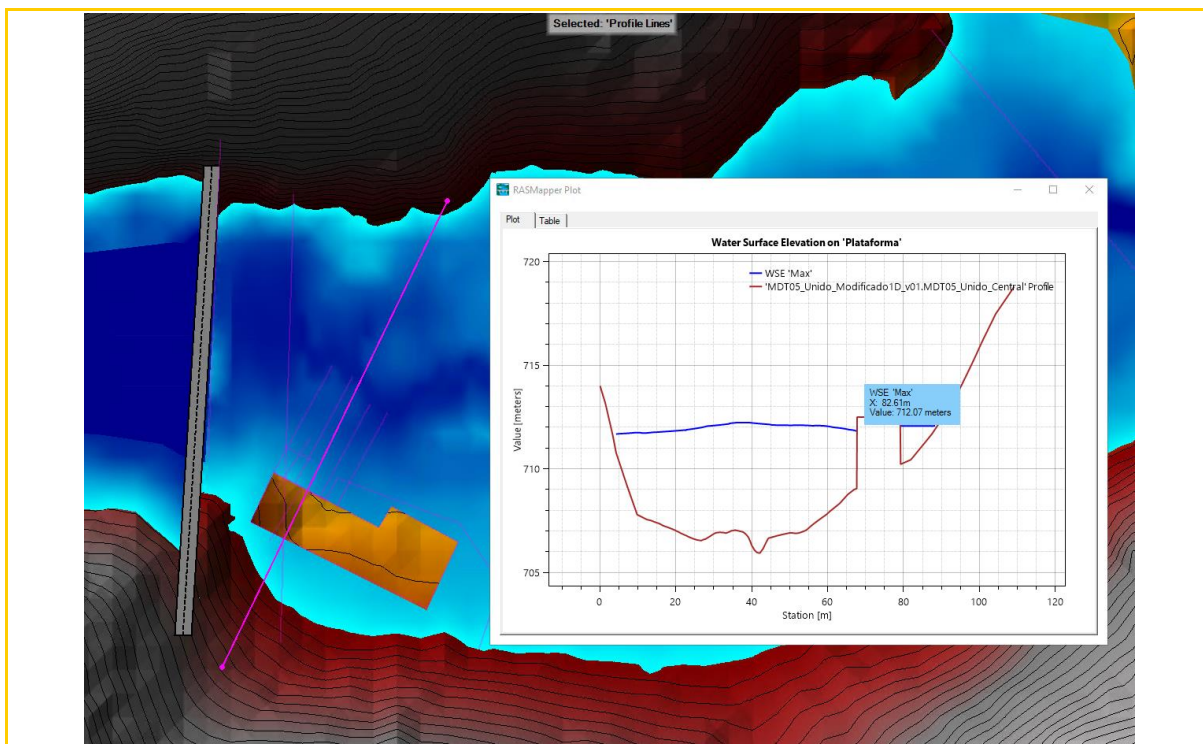 Selected: 'Profile Lines'
RASMapper Plot
Plot
Table
Water Surface Elevation on 'Plataforma'
WSE 'Max'
'MDT05_Unido_Modificado1D_v01.MDT05_Unido_Central' Profile
WSE 'Max'
X: 82.61m
Value: 712.07 meters
Value [meters]
720
715
710
705
0
20
40
60
80
100
120
Station [m]